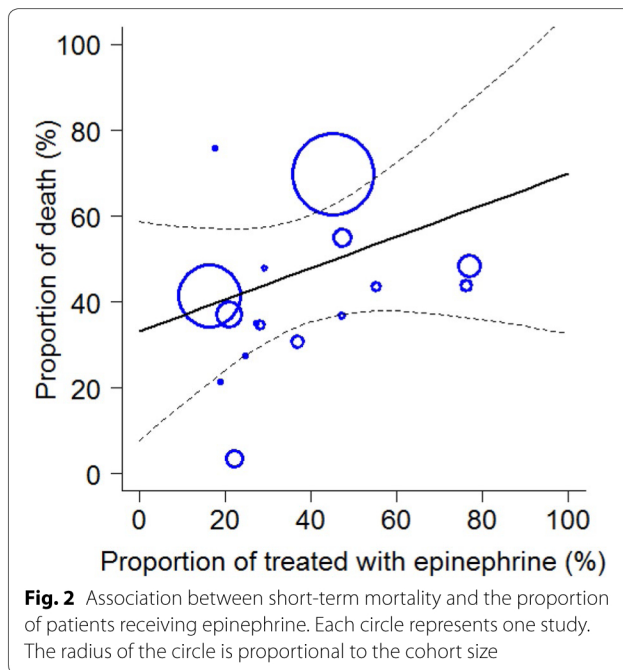 100
80
60
40
20
0
Proportion of death (%)
0 20 40 60 80 100
Proportion of treated with epinephrine (%)
Fig. 2 Association between short-term mortality and the proportion
of patients receiving epinephrine. Each circle represents one study.
The radius of the circle is proportional to the cohort size